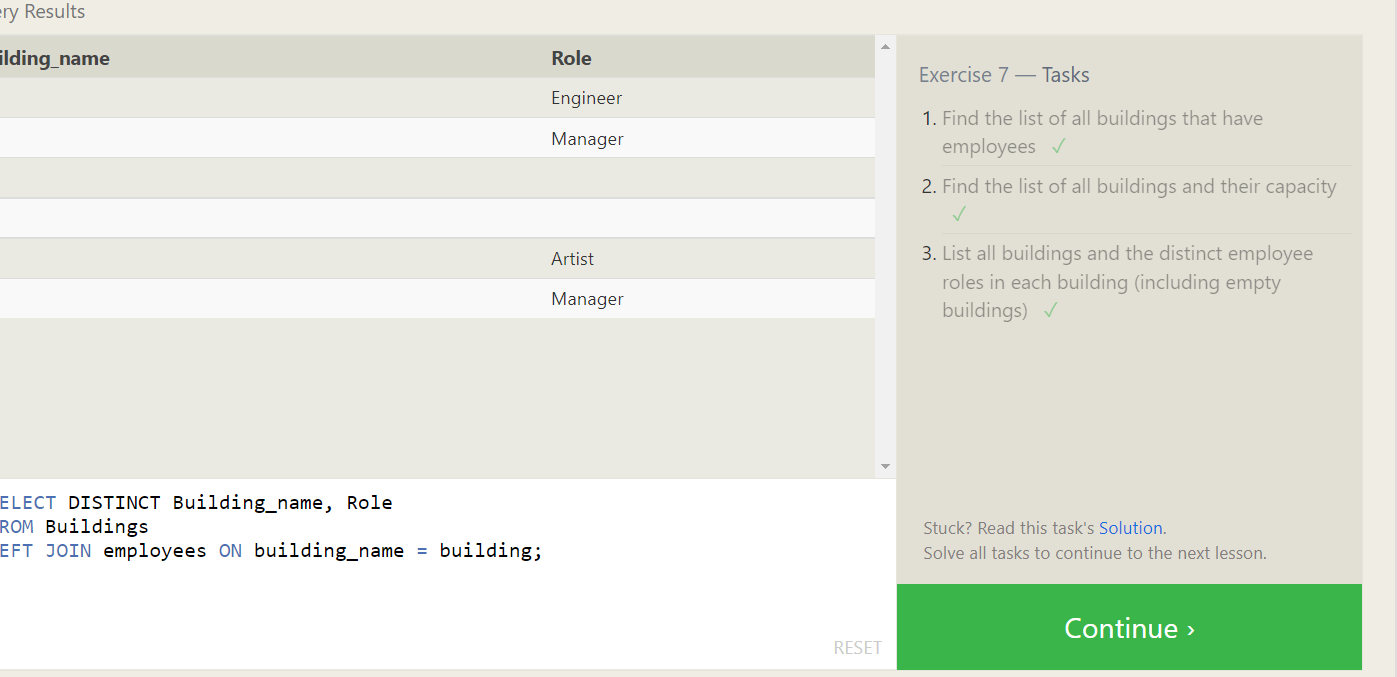 ry Results
ilding_name Role
Engineer
Manager
Artist
Manager
ELECT DISTINCT Building_name, Role
ROM Buildings
EFT JOIN employees ON building_name = building;
RESET
Exercise 7 — Tasks
1. Find the list of all buildings that have
employees ✓
2. Find the list of all buildings and their capacity
✓
3. List all buildings and the distinct employee
roles in each building (including empty
buildings) ✓
Stuck? Read this task's Solution.
Solve all tasks to continue to the next lesson.
Continue ›